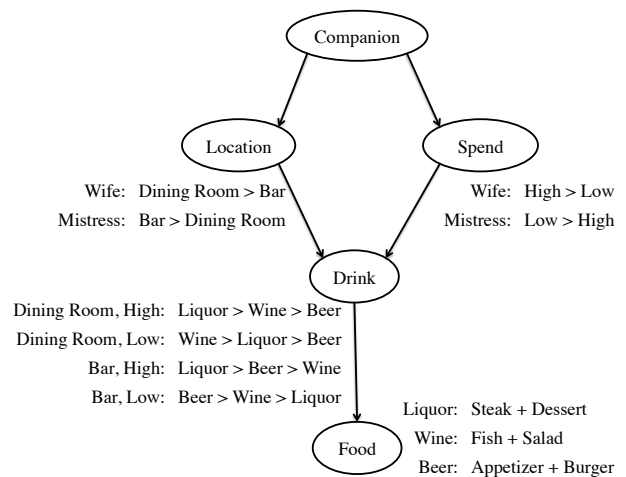 Companion
Location
Spend
Wife: Dining Room > Bar
Mistress: Bar > Dining Room
Wife: High > Low
Mistress: Low > High
Drink
Dining Room, High: Liquor > Wine > Beer
Dining Room, Low: Wine > Liquor > Beer
Bar, High: Liquor > Beer > Wine
Bar, Low: Beer > Wine > Liquor
Food
Liquor: Steak + Dessert
Wine: Fish + Salad
Beer: Appetizer + Burger